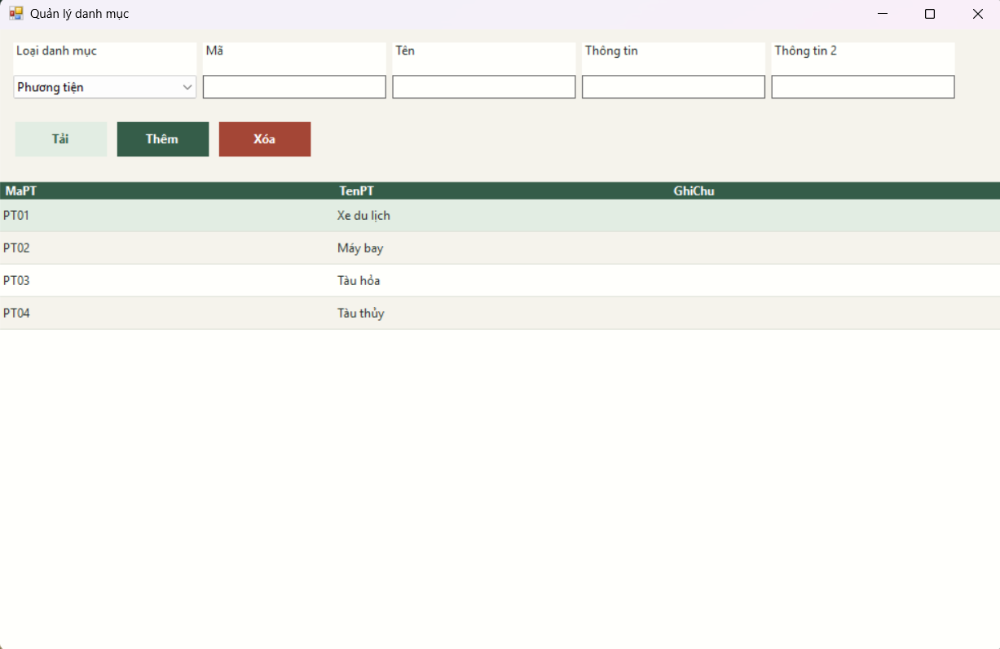 Quản lý danh mục
Loại danh mục Mã Tên Thông tin Thông tin 2
Phương tiện
Tải Thêm Xóa
MaPT TenPT GhiChu
PT01 Xe du lịch
PT02 Máy bay
PT03 Tàu hỏa
PT04 Tàu thủy